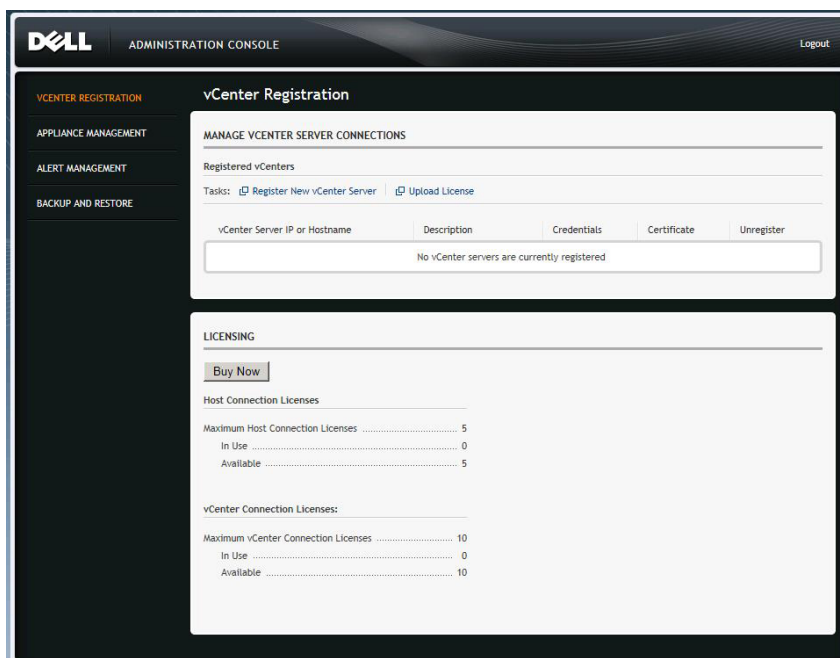 DELL ADMINISTRATION CONSOLE Logout
VCENTER REGISTRATION
APPLIANCE MANAGEMENT
ALERT MANAGEMENT
BACKUP AND RESTORE
vCenter Registration
MANAGE VCENTER SERVER CONNECTIONS
Registered vCenters
Tasks: Register New vCenter Server Upload License
vCenter Server IP or Hostname Description Credentials Certificate Unregister
No vCenter servers are currently registered
LICENSING
Buy Now
Host Connection Licenses
Maximum Host Connection Licenses ................................. 5
In Use ........................................................................ 0
Available .................................................................... 5
vCenter Connection Licenses:
Maximum vCenter Connection Licenses ........................... 10
In Use ...................................................................... 0
Available .................................................................. 10